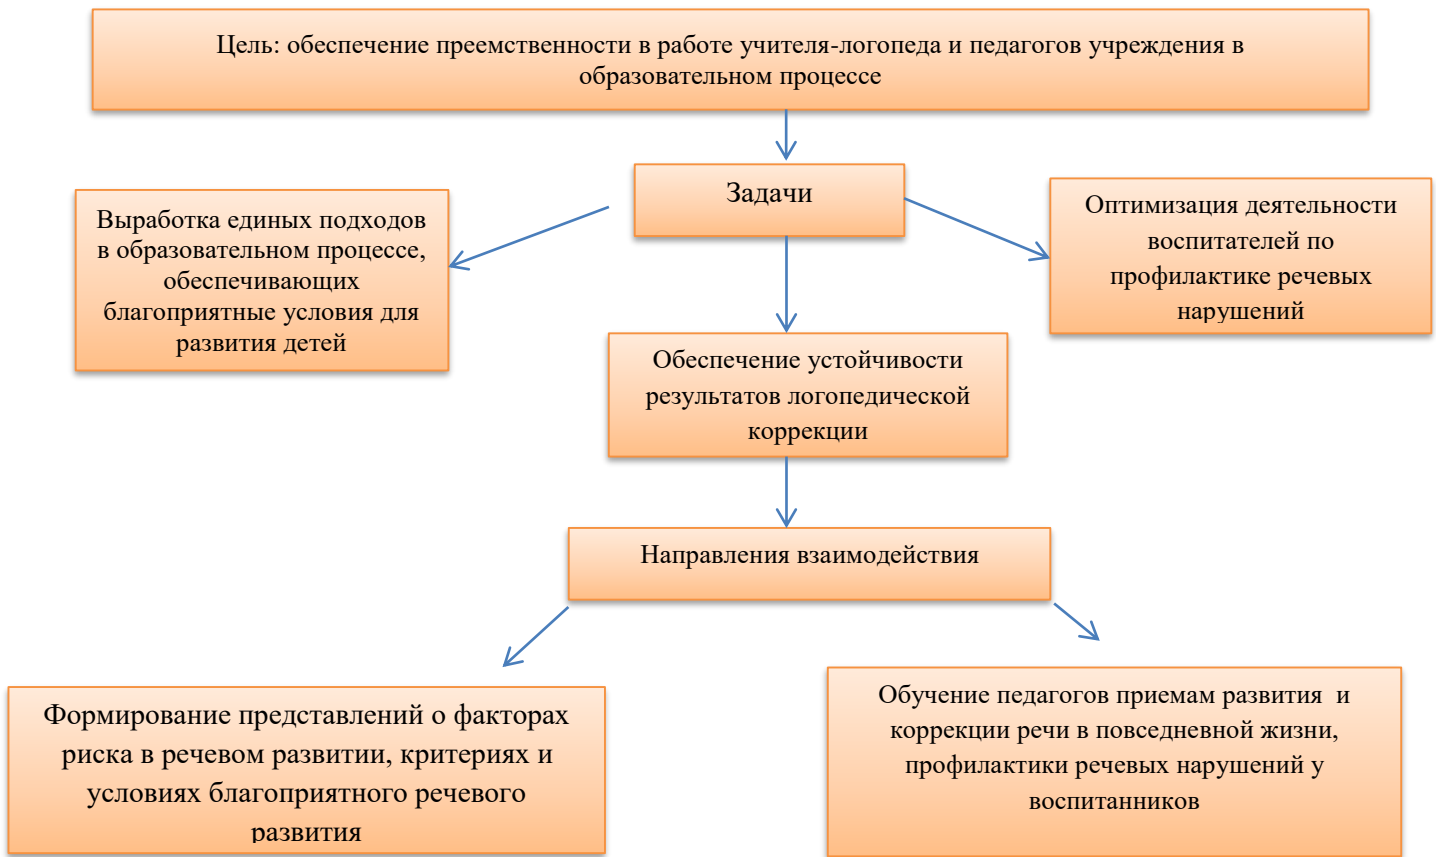 Цель: обеспечение преемственности в работе учителя-логопеда и педагогов учреждения в
образовательном процессе
Задачи
Выработка единых подходов
в образовательном процессе,
обеспечивающих
благоприятные условия для
развития детей
Оптимизация деятельности
воспитателей по
профилактике речевых
нарушений
Обеспечение устойчивости
результатов логопедической
коррекции
Направления взаимодействия
Формирование представлений о факторах
риска в речевом развитии, критериях и
условиях благоприятного речевого
развития
Обучение педагогов приемам развития  и
коррекции речи в повседневной жизни,
профилактики речевых нарушений у
воспитанников